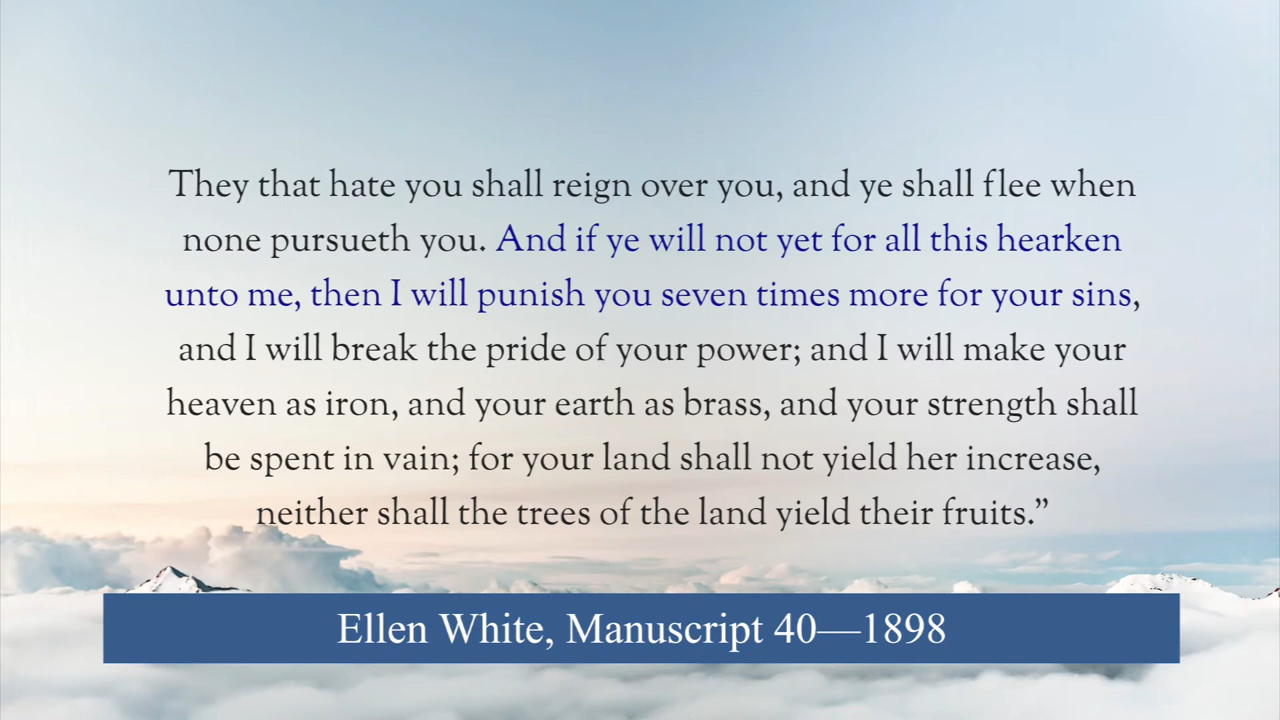 They that hate you shall reign over you, and ye shall flee when
none pursueth you. And if ye will not yet for all this hearken
unto me, then I will punish you seven times more for your sins,
and I will break the pride of your power; and I will make your
heaven as iron, and your earth as brass, and your strength shall
be spent in vain; for your land shall not yield her increase,
neither shall the trees of the land yield their fruits.”
Ellen White, Manuscript 40—1898